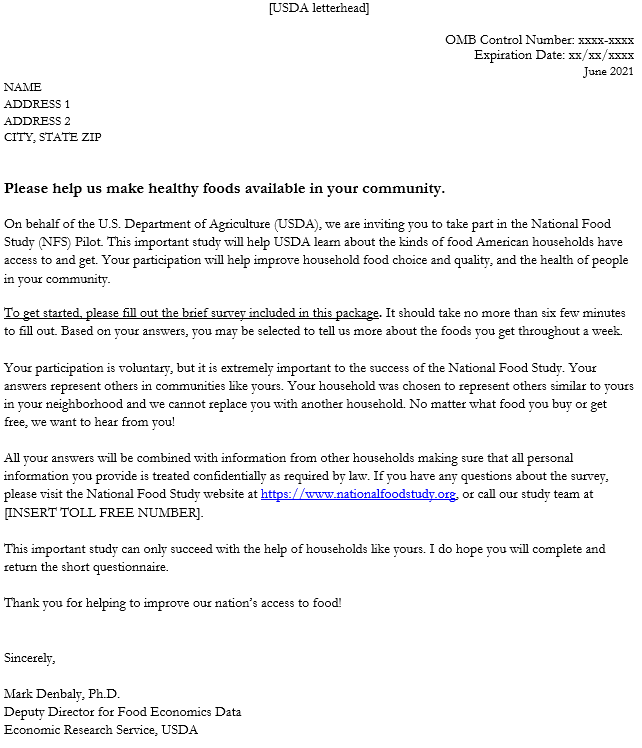 [USDA letterhead]
OMB Control Number: xxxx-xxxx
Expiration Date: xx/xx/xxxx
June 2021
NAME
ADDRESS 1
ADDRESS 2
CITY, STATE ZIP
Please help us make healthy foods available in your community.
On behalf of the U.S. Department of Agriculture (USDA), we are inviting you to take part in the National Food
Study (NFS) Pilot. This important study will help USDA learn about the kinds of food American households have
access to and get. Your participation will help improve household food choice and quality, and the health of people
in your community.
To get started, please fill out the brief survey included in this package. It should take no more than six few minutes
to fill out. Based on your answers, you may be selected to tell us more about the foods you get throughout a week.
Your participation is voluntary, but it is extremely important to the success of the National Food Study. Your
answers represent others in communities like yours. Your household was chosen to represent others similar to yours
in your neighborhood and we cannot replace you with another household. No matter what food you buy or get
free, we want to hear from you!
All your answers will be combined with information from other households making sure that all personal
information you provide is treated confidentially as required by law. If you have any questions about the survey,
please visit the National Food Study website at https://www.nationalfoodstudy.org, or call our study team at
[INSERT TOLL FREE NUMBER].
This important study can only succeed with the help of households like yours. I do hope you will complete and
return the short questionnaire.
Thank you for helping to improve our nation's access to food!
Sincerely,
Mark Denbaly, Ph.D.
Deputy Director for Food Economics Data
Economic Research Service, USDA